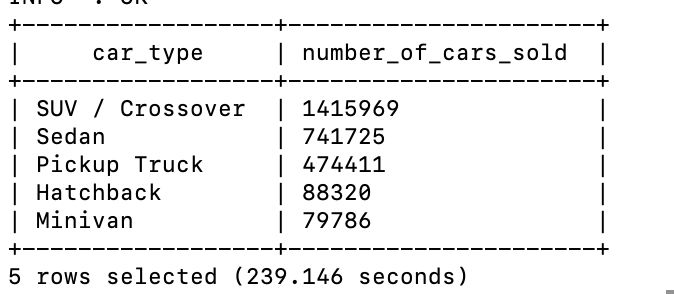 INFO  : OK
+-------------------+-----------------------+
|     car_type      | number_of_cars_sold   |
+-------------------+-----------------------+
| SUV / Crossover   | 1415969               |
| Sedan             | 741725                |
| Pickup Truck      | 474411                |
| Hatchback         | 88320                 |
| Minivan           | 79786                 |
+-------------------+-----------------------+
5 rows selected (239.146 seconds)